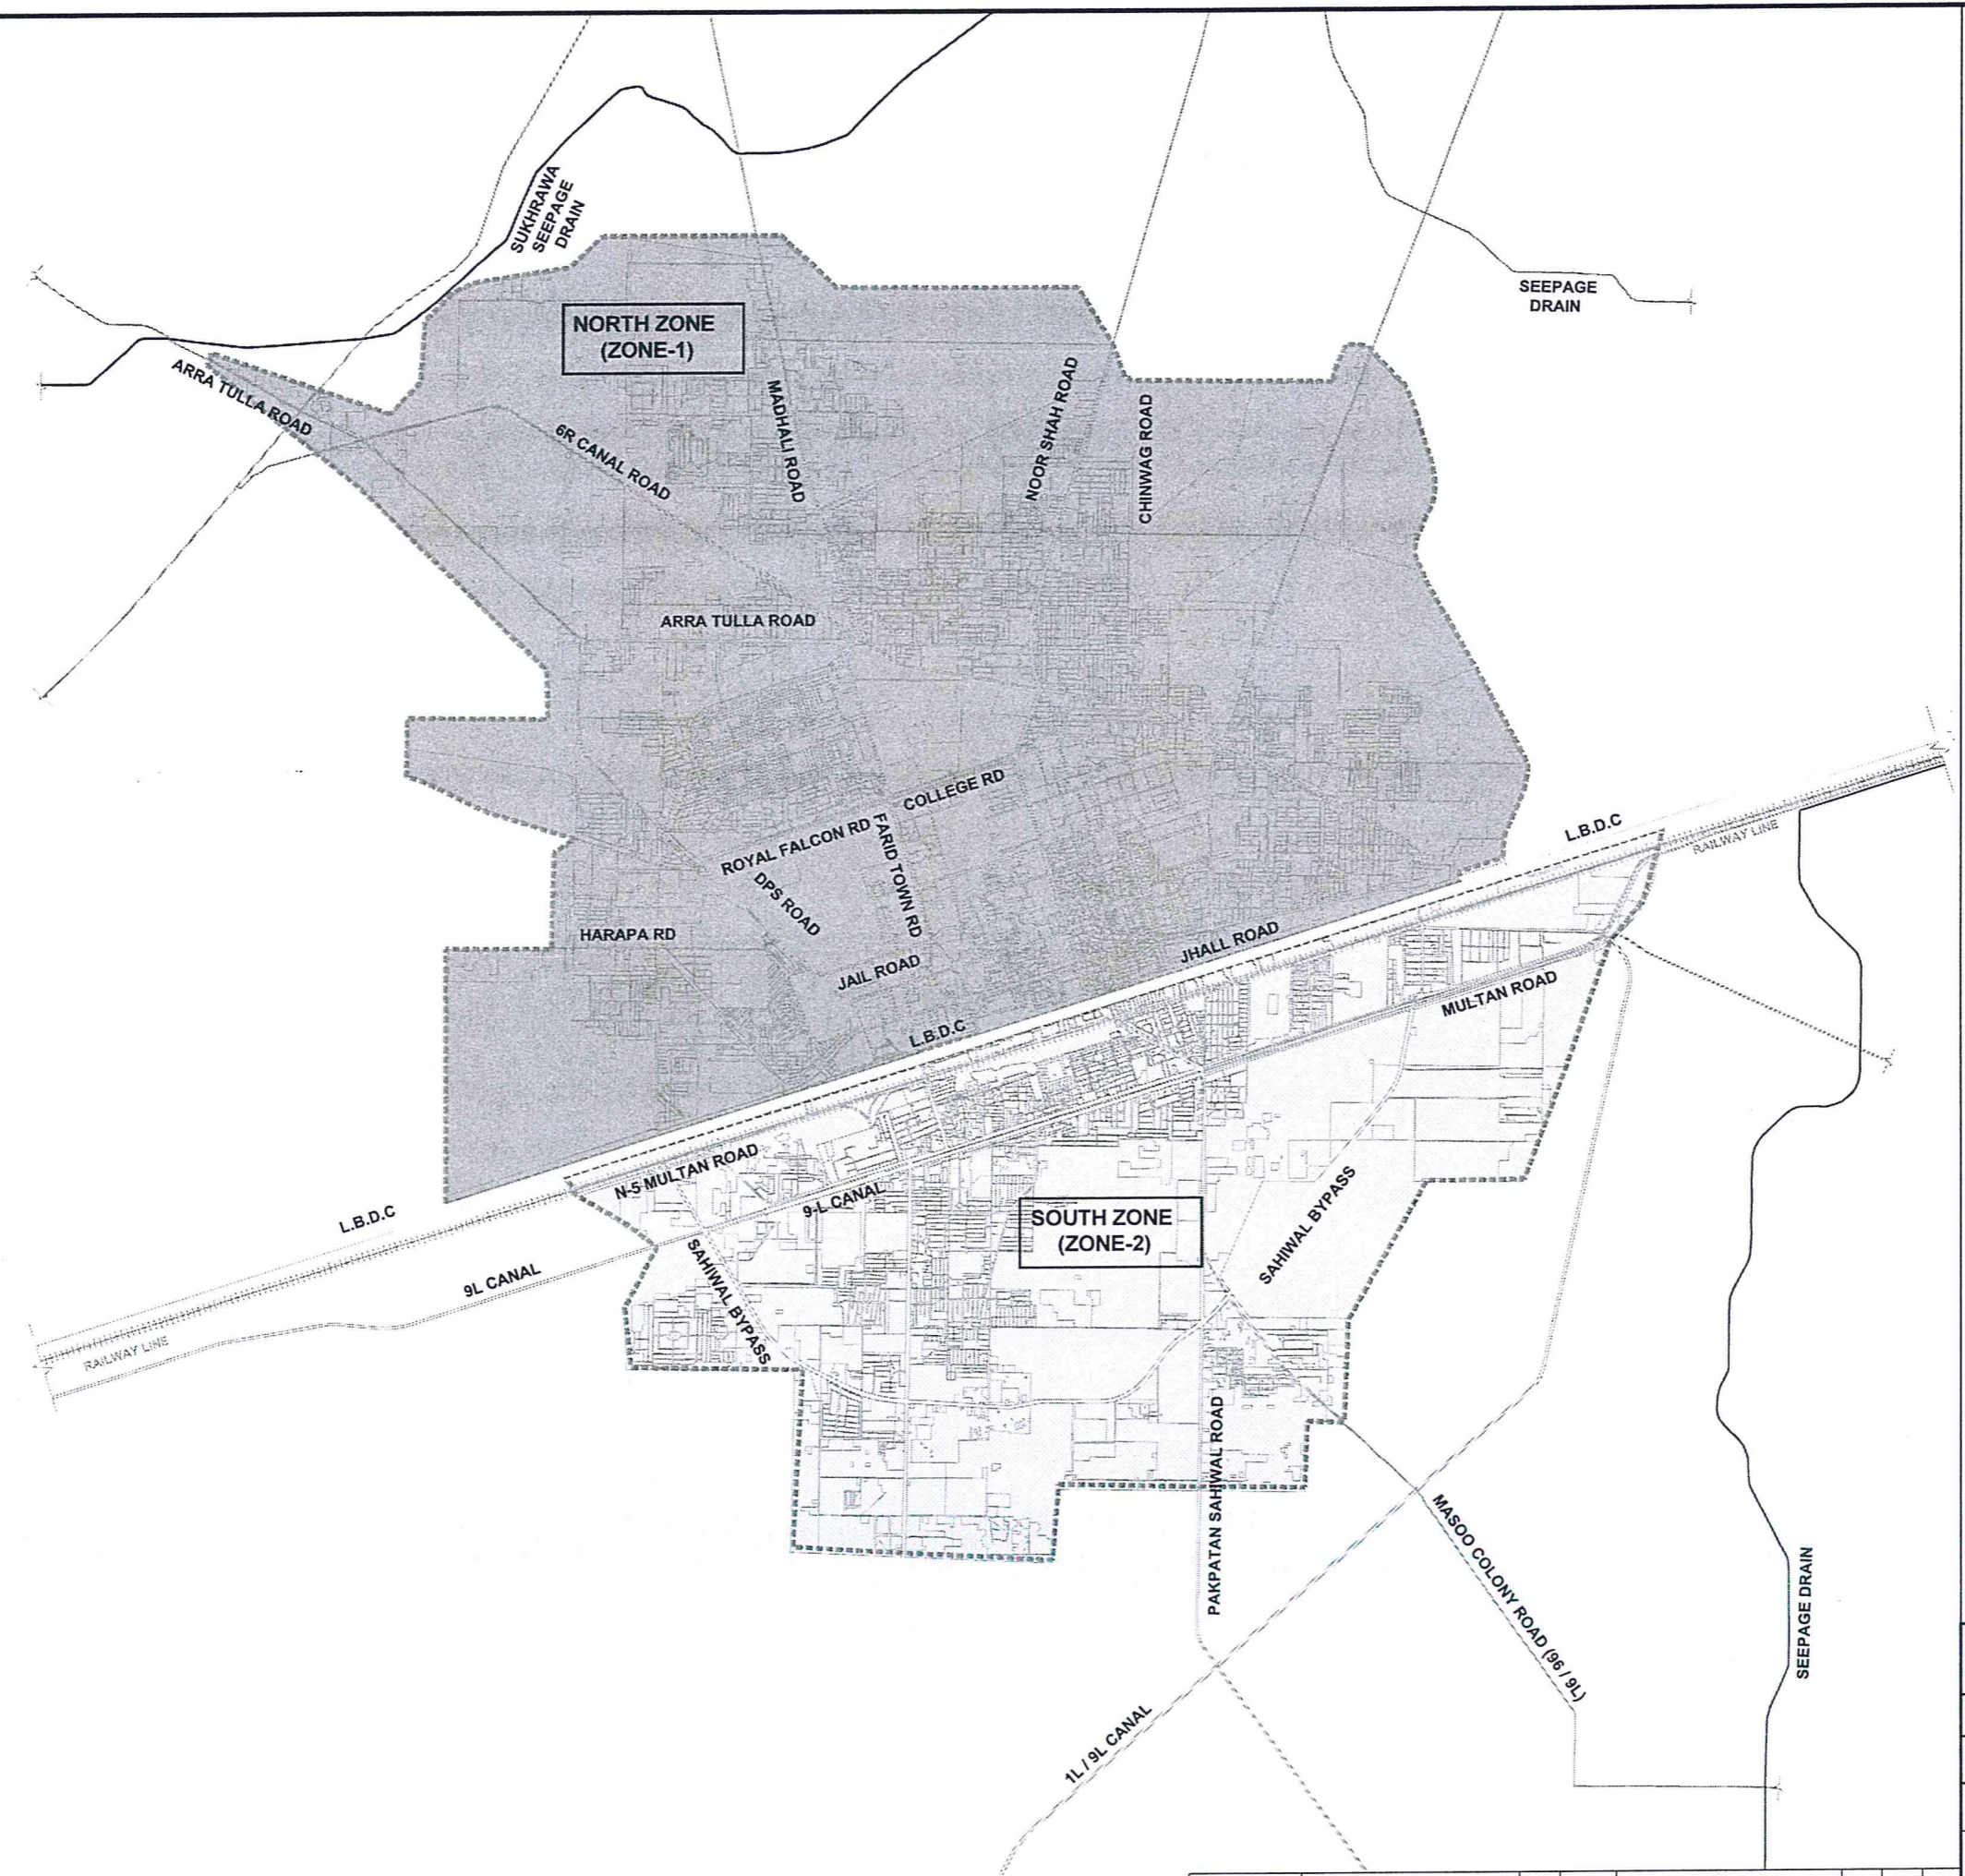 SUKHRAWA
SEEPAGE
DRAIN
SEEPAGE
DRAIN
NORTH ZONE
(ZONE-1)
ARRA TULLA ROAD
6R CANAL ROAD
MADHALI ROAD
NOOR SHAH ROAD
CHINWAG ROAD
ARRA TULLA ROAD
COLLEGE RD
ROYAL FALCON RD
FARID TOWN RD
DPS ROAD
HARAPA RD
JAIL ROAD
JHALL ROAD
L.B.D.C
RAILWAY LINE
MULTAN ROAD
L.B.D.C
N-5 MULTAN ROAD
9-L CANAL
SOUTH ZONE
(ZONE-2)
SAHIWAL BYPASS
L.B.D.C
9L CANAL
SAHIWAL BYPASS
RAILWAY LINE
PAKPATAN SAHIWAL ROAD
MASOO COLONY ROAD (96 / 9L)
SEEPAGE DRAIN
1L / 9L CANAL